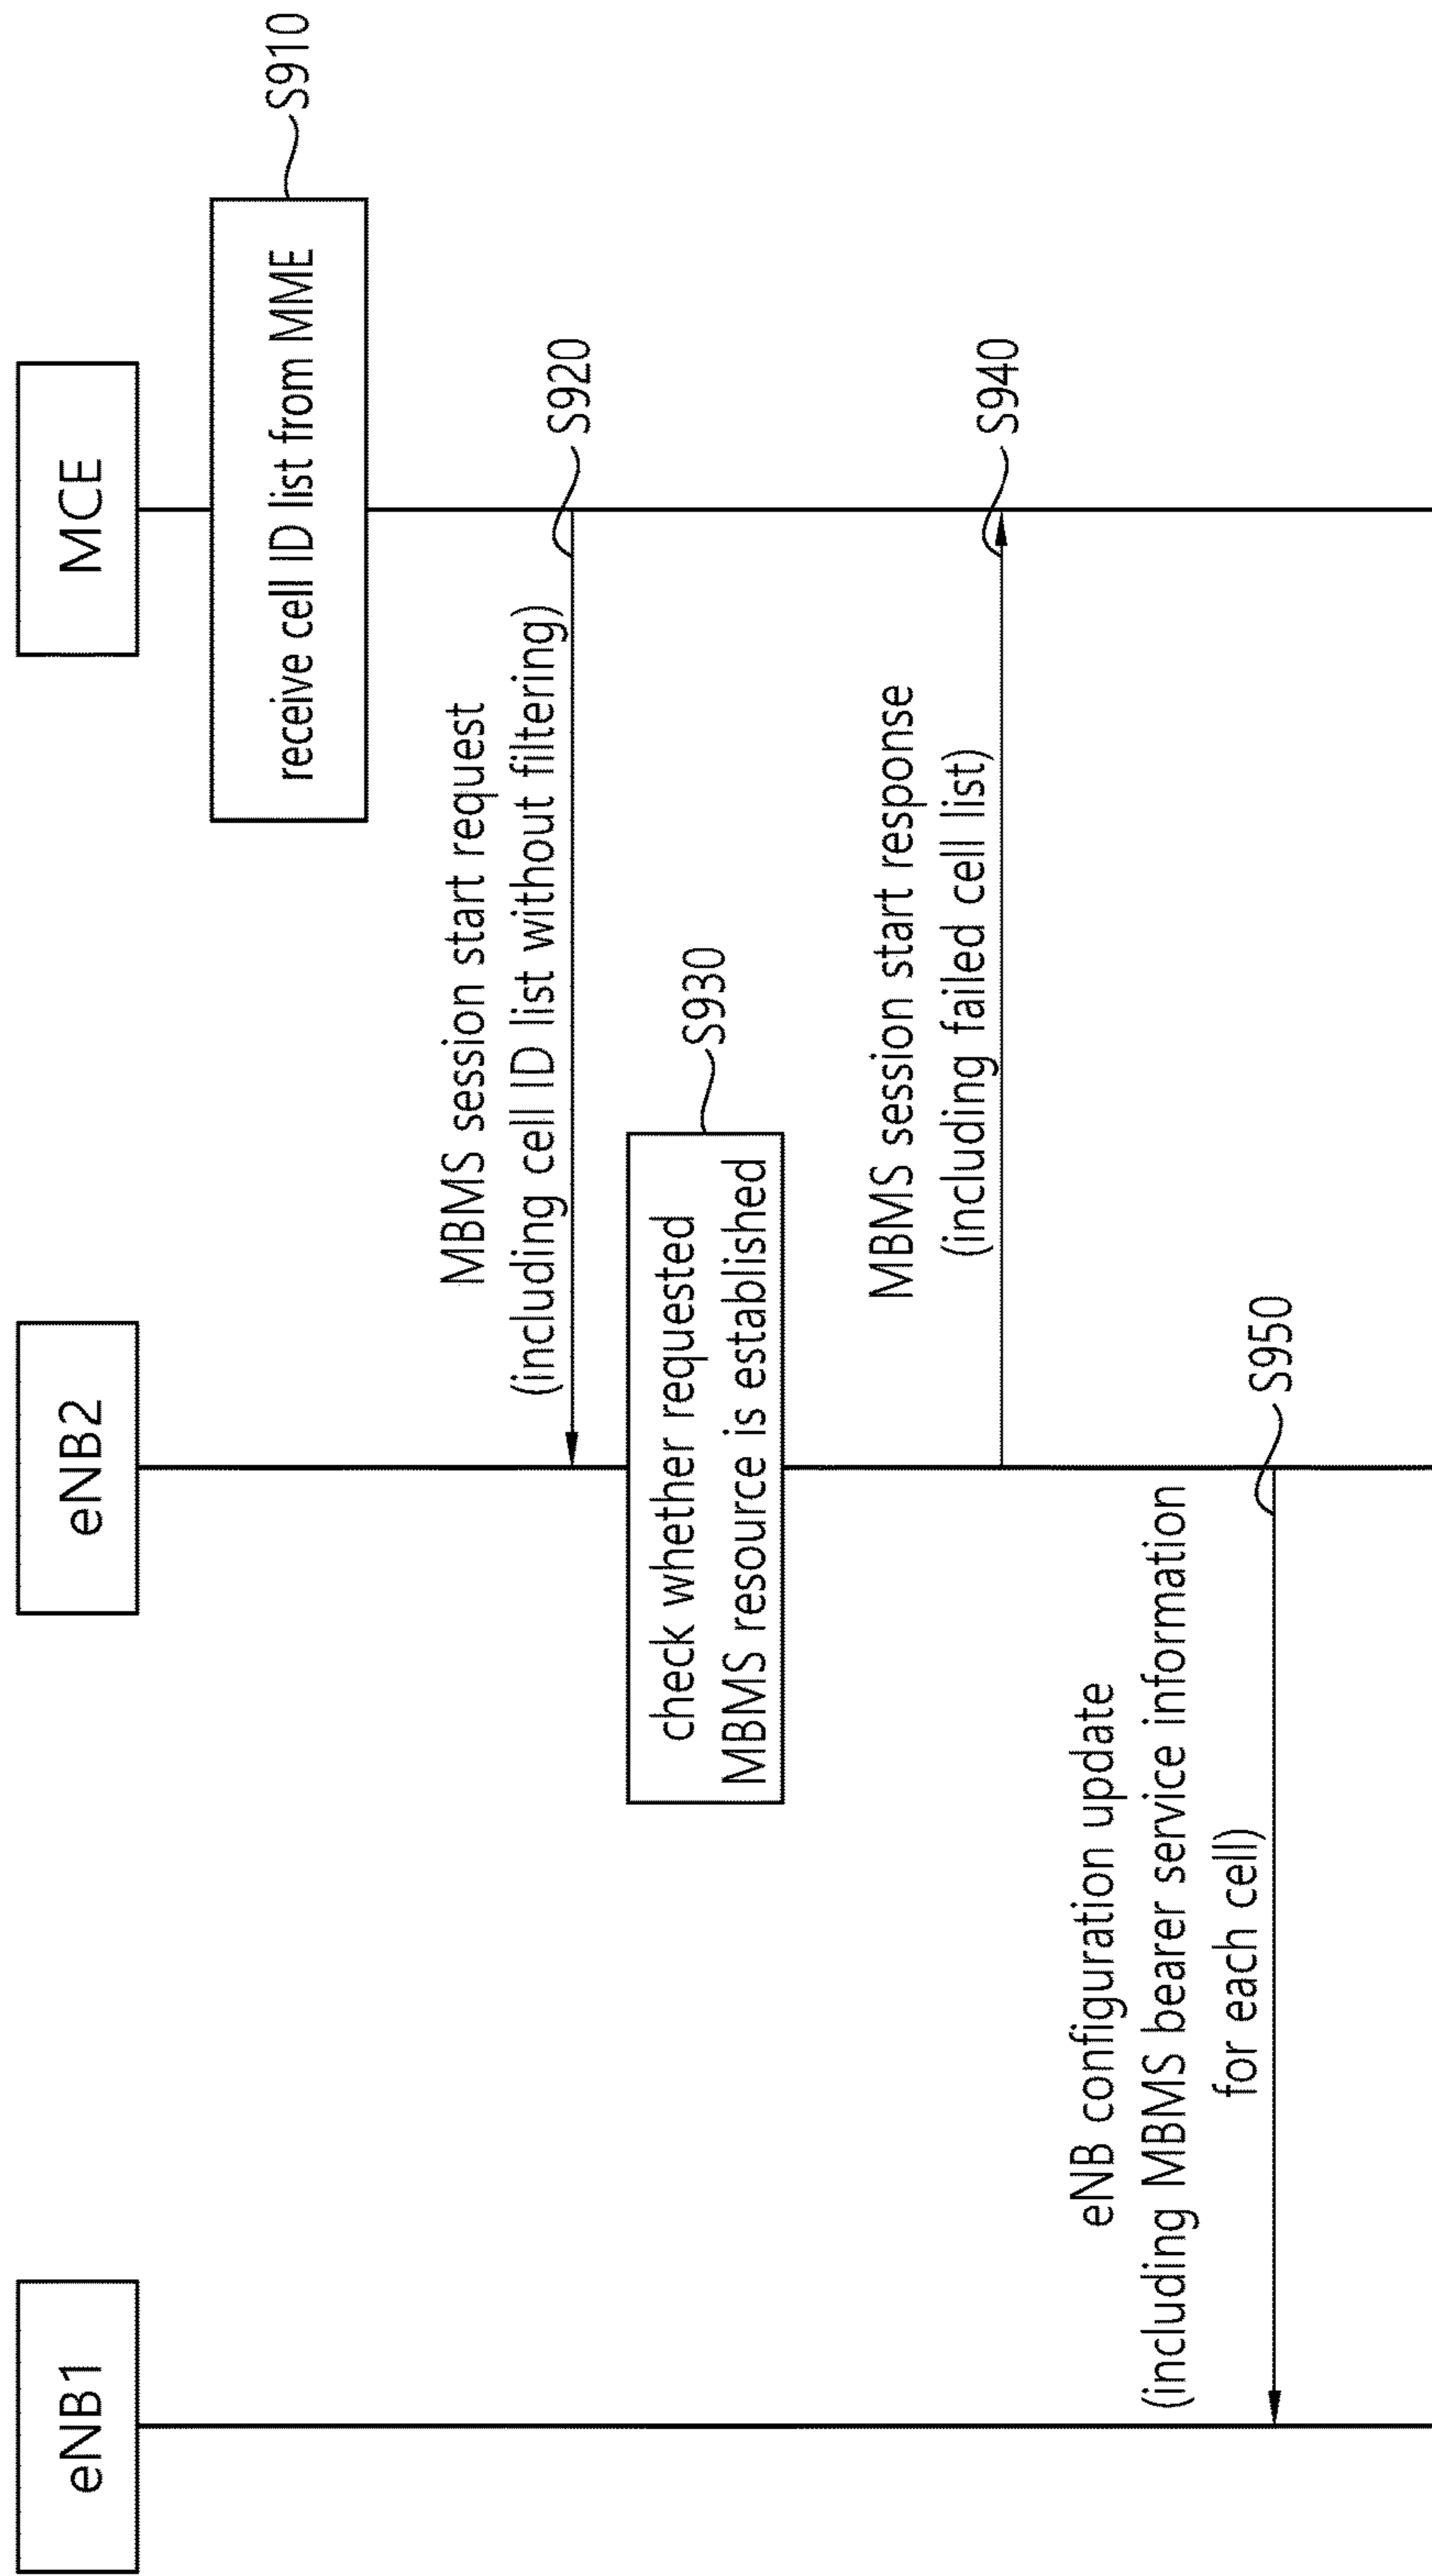 eNB1
eNB2
MCE
receive cell ID list from MME
S910
MBMS session start request
(including cell ID list without filtering)
S920
check whether requested
MBMS resource is established
S930
MBMS session start response
(including failed cell list)
S940
eNB configuration update
(including MBMS bearer service information
for each cell)
S950